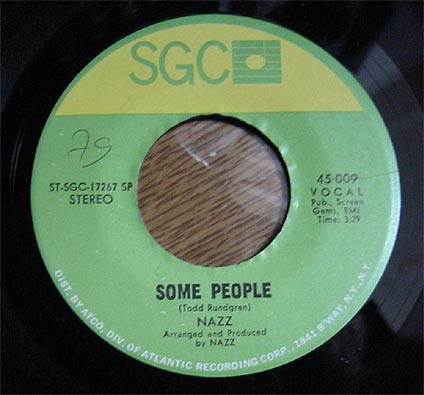 SGC
75
ST-SGC-17267 SP
STEREO
45-009
VOCAL
Pub., Screen
Gems, BMI
Time: 3:29
SOME PEOPLE
(Todd Rundgren)
NAZZ
Arranged and Produced
by NAZZ
DIST. BY ATCO, DIV. OF ATLANTIC RECORDING CORP., 1841 B'WAY, N.Y., N.Y.